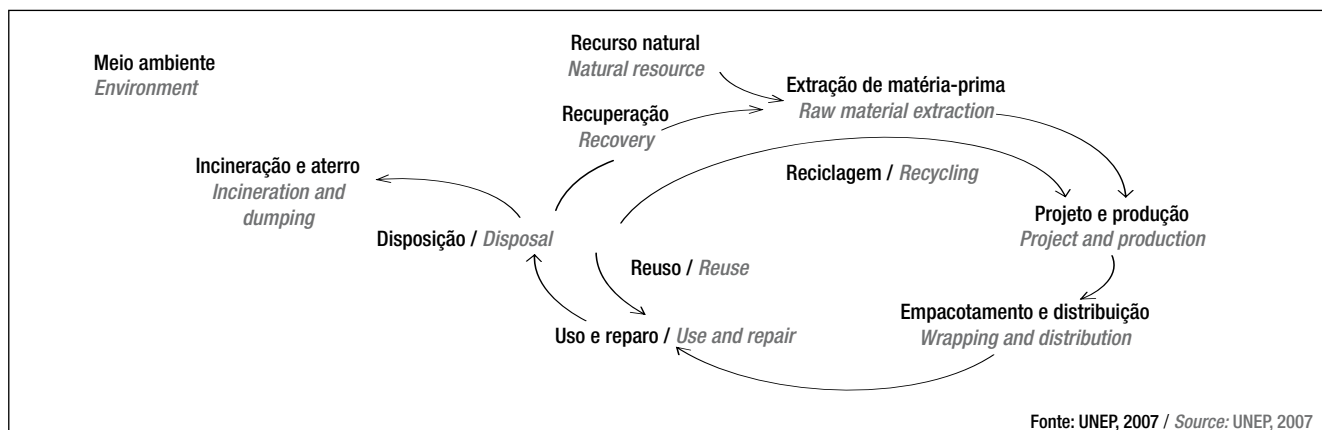 Meio ambiente
Environment
Recurso natural
Natural resource
Extração de matéria-prima
Raw material extraction
Recuperação
Recovery
Incineração e aterro
Incineration and
dumping
Reciclagem / Recycling
Projeto e produção
Project and production
Disposição / Disposal
Reuso / Reuse
Empacotamento e distribuição
Wrapping and distribution
Uso e reparo / Use and repair
Fonte: UNEP, 2007 / Source: UNEP, 2007